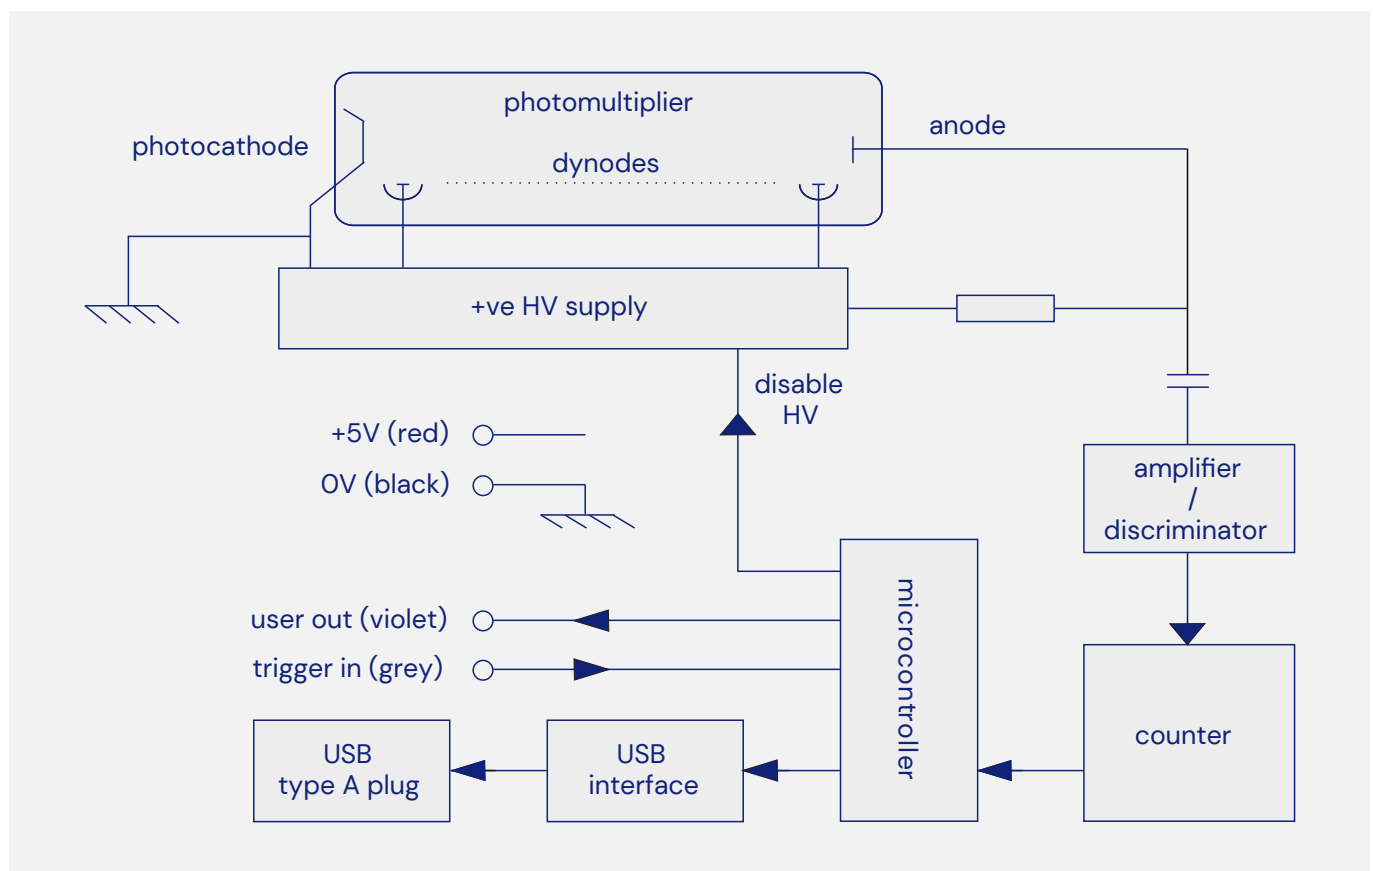 photomultiplier
anode
photocathode
dynodes
+ve HV supply
disable
HV
+5V (red)
0V (black)
amplifier
/
discriminator
microcontroller
user out (violet)
trigger in (grey)
counter
USB
type A plug
USB
interface